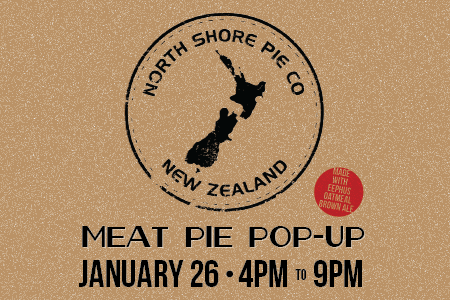 NORTH SHORE PIE CO
NEW ZEALAND
MADE
WITH
EEPHUS
OATMEAL
BROWN ALE
MEAT PIE POP-UP
JANUARY 26 • 4PM TO 9PM